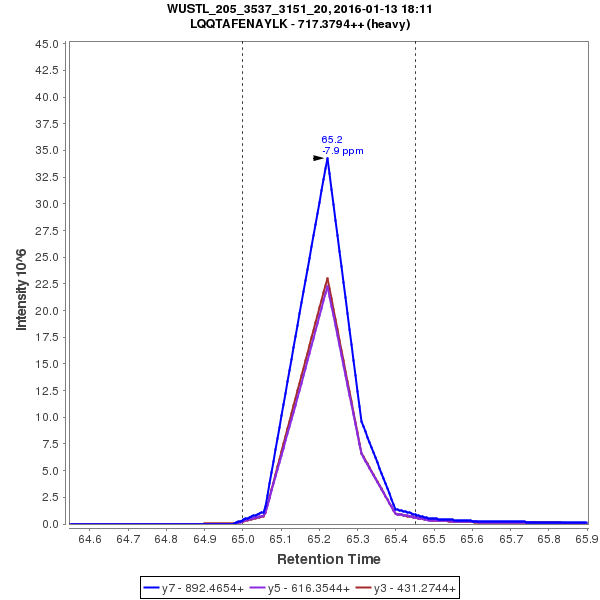 WUSTL_205_3537_3151_20, 2016-01-13 18:11
LQQTAFENAYLK - 717.3794++ (heavy)
45.0
42.5
40.0
37.5
35.0
32.5
30.0
27.5
25.0
22.5
20.0
17.5
15.0
12.5
10.0
7.5
5.0
2.5
0.0
Intensity 10^6
65.2
-7.9 ppm
64.6 64.7 64.8 64.9 65.0 65.1 65.2 65.3 65.4 65.5 65.6 65.7 65.8 65.9
Retention Time
y7 - 892.4654+ y5 - 616.3544+ y3 - 431.2744+